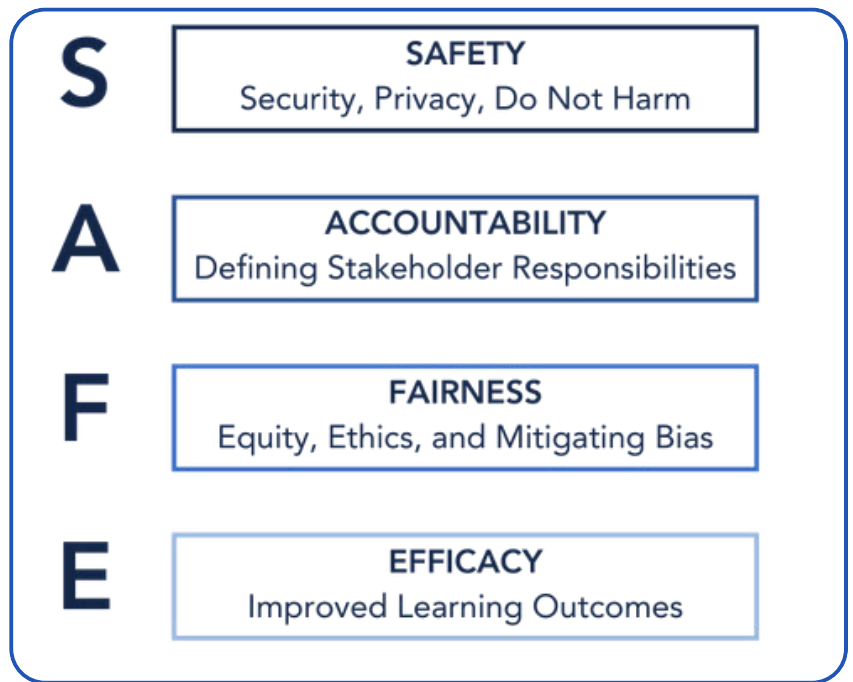 S
SAFETY
Security, Privacy, Do Not Harm
A
ACCOUNTABILITY
Defining Stakeholder Responsibilities
F
FAIRNESS
Equity, Ethics, and Mitigating Bias
E
EFFICACY
Improved Learning Outcomes